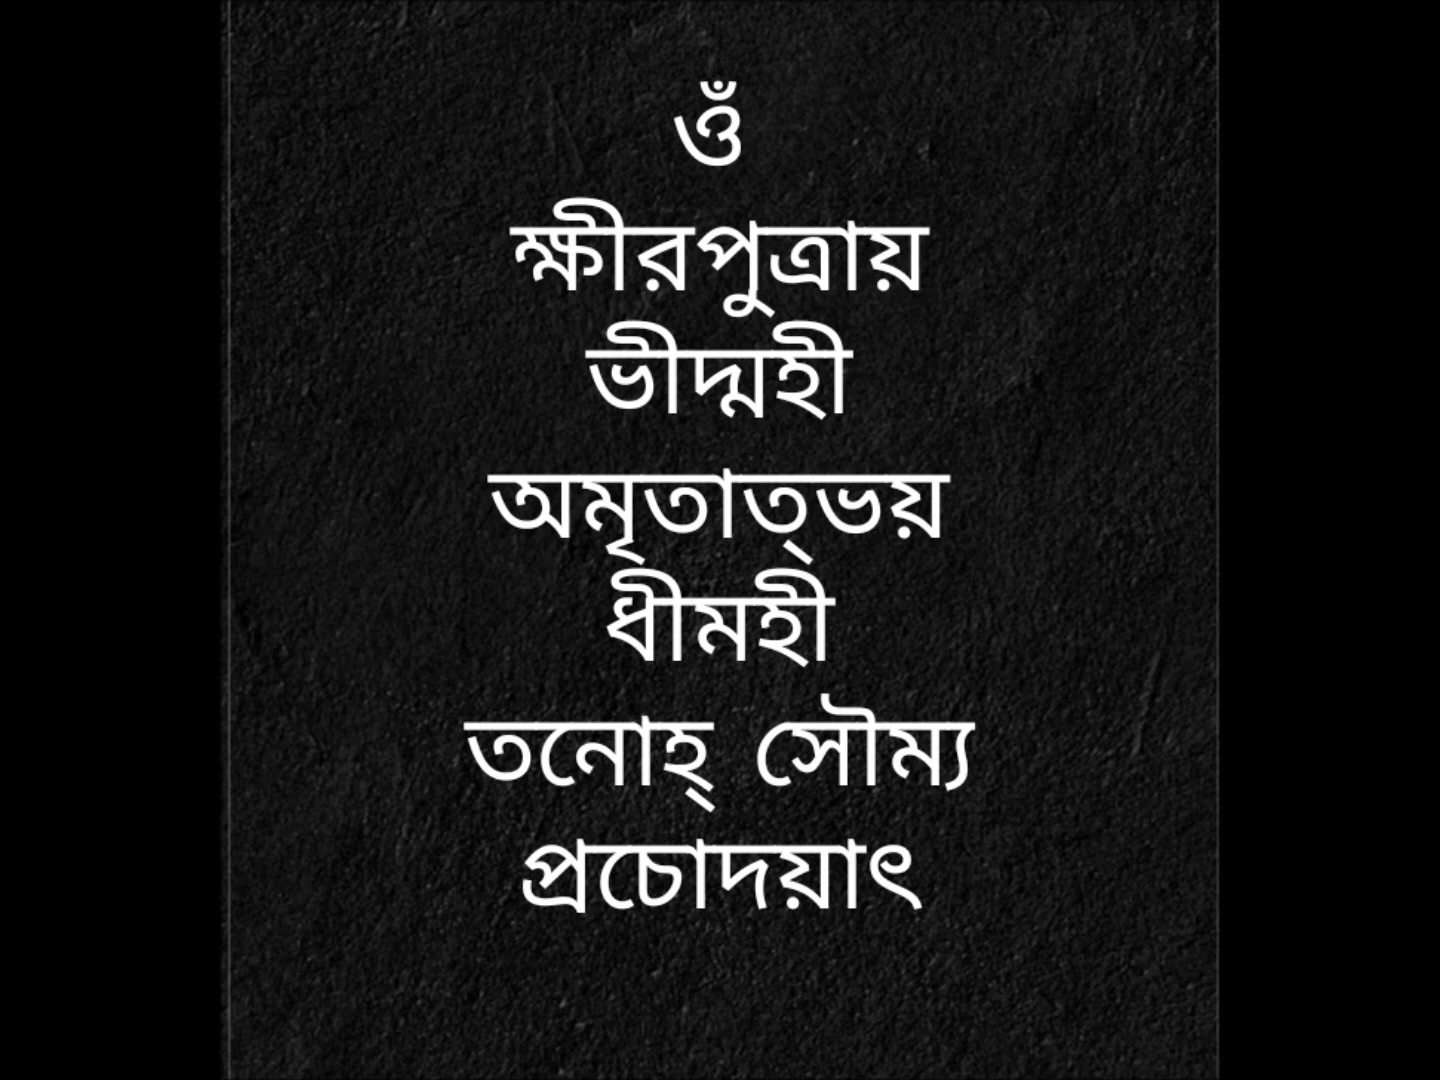 ওঁ
ক্ষীরপুত্রায়
ভীদ্মহী
অমৃতাত্‌ভয়
ধীমহী
তনোহ্ সৌম্য
প্রচোদয়াৎ